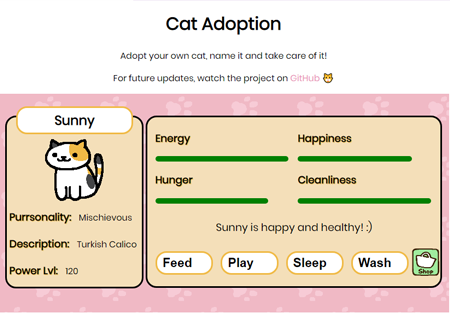 Cat Adoption
Adopt your own cat, name it and take care of it!
For future updates, watch the project on GitHub
Sunny
Purrsonality: Mischievous
Description: Turkish Calico
Power Lvl: 120
Energy
Happiness
Hunger
Cleanliness
Sunny is happy and healthy! :)
Feed
Play
Sleep
Wash
Shop